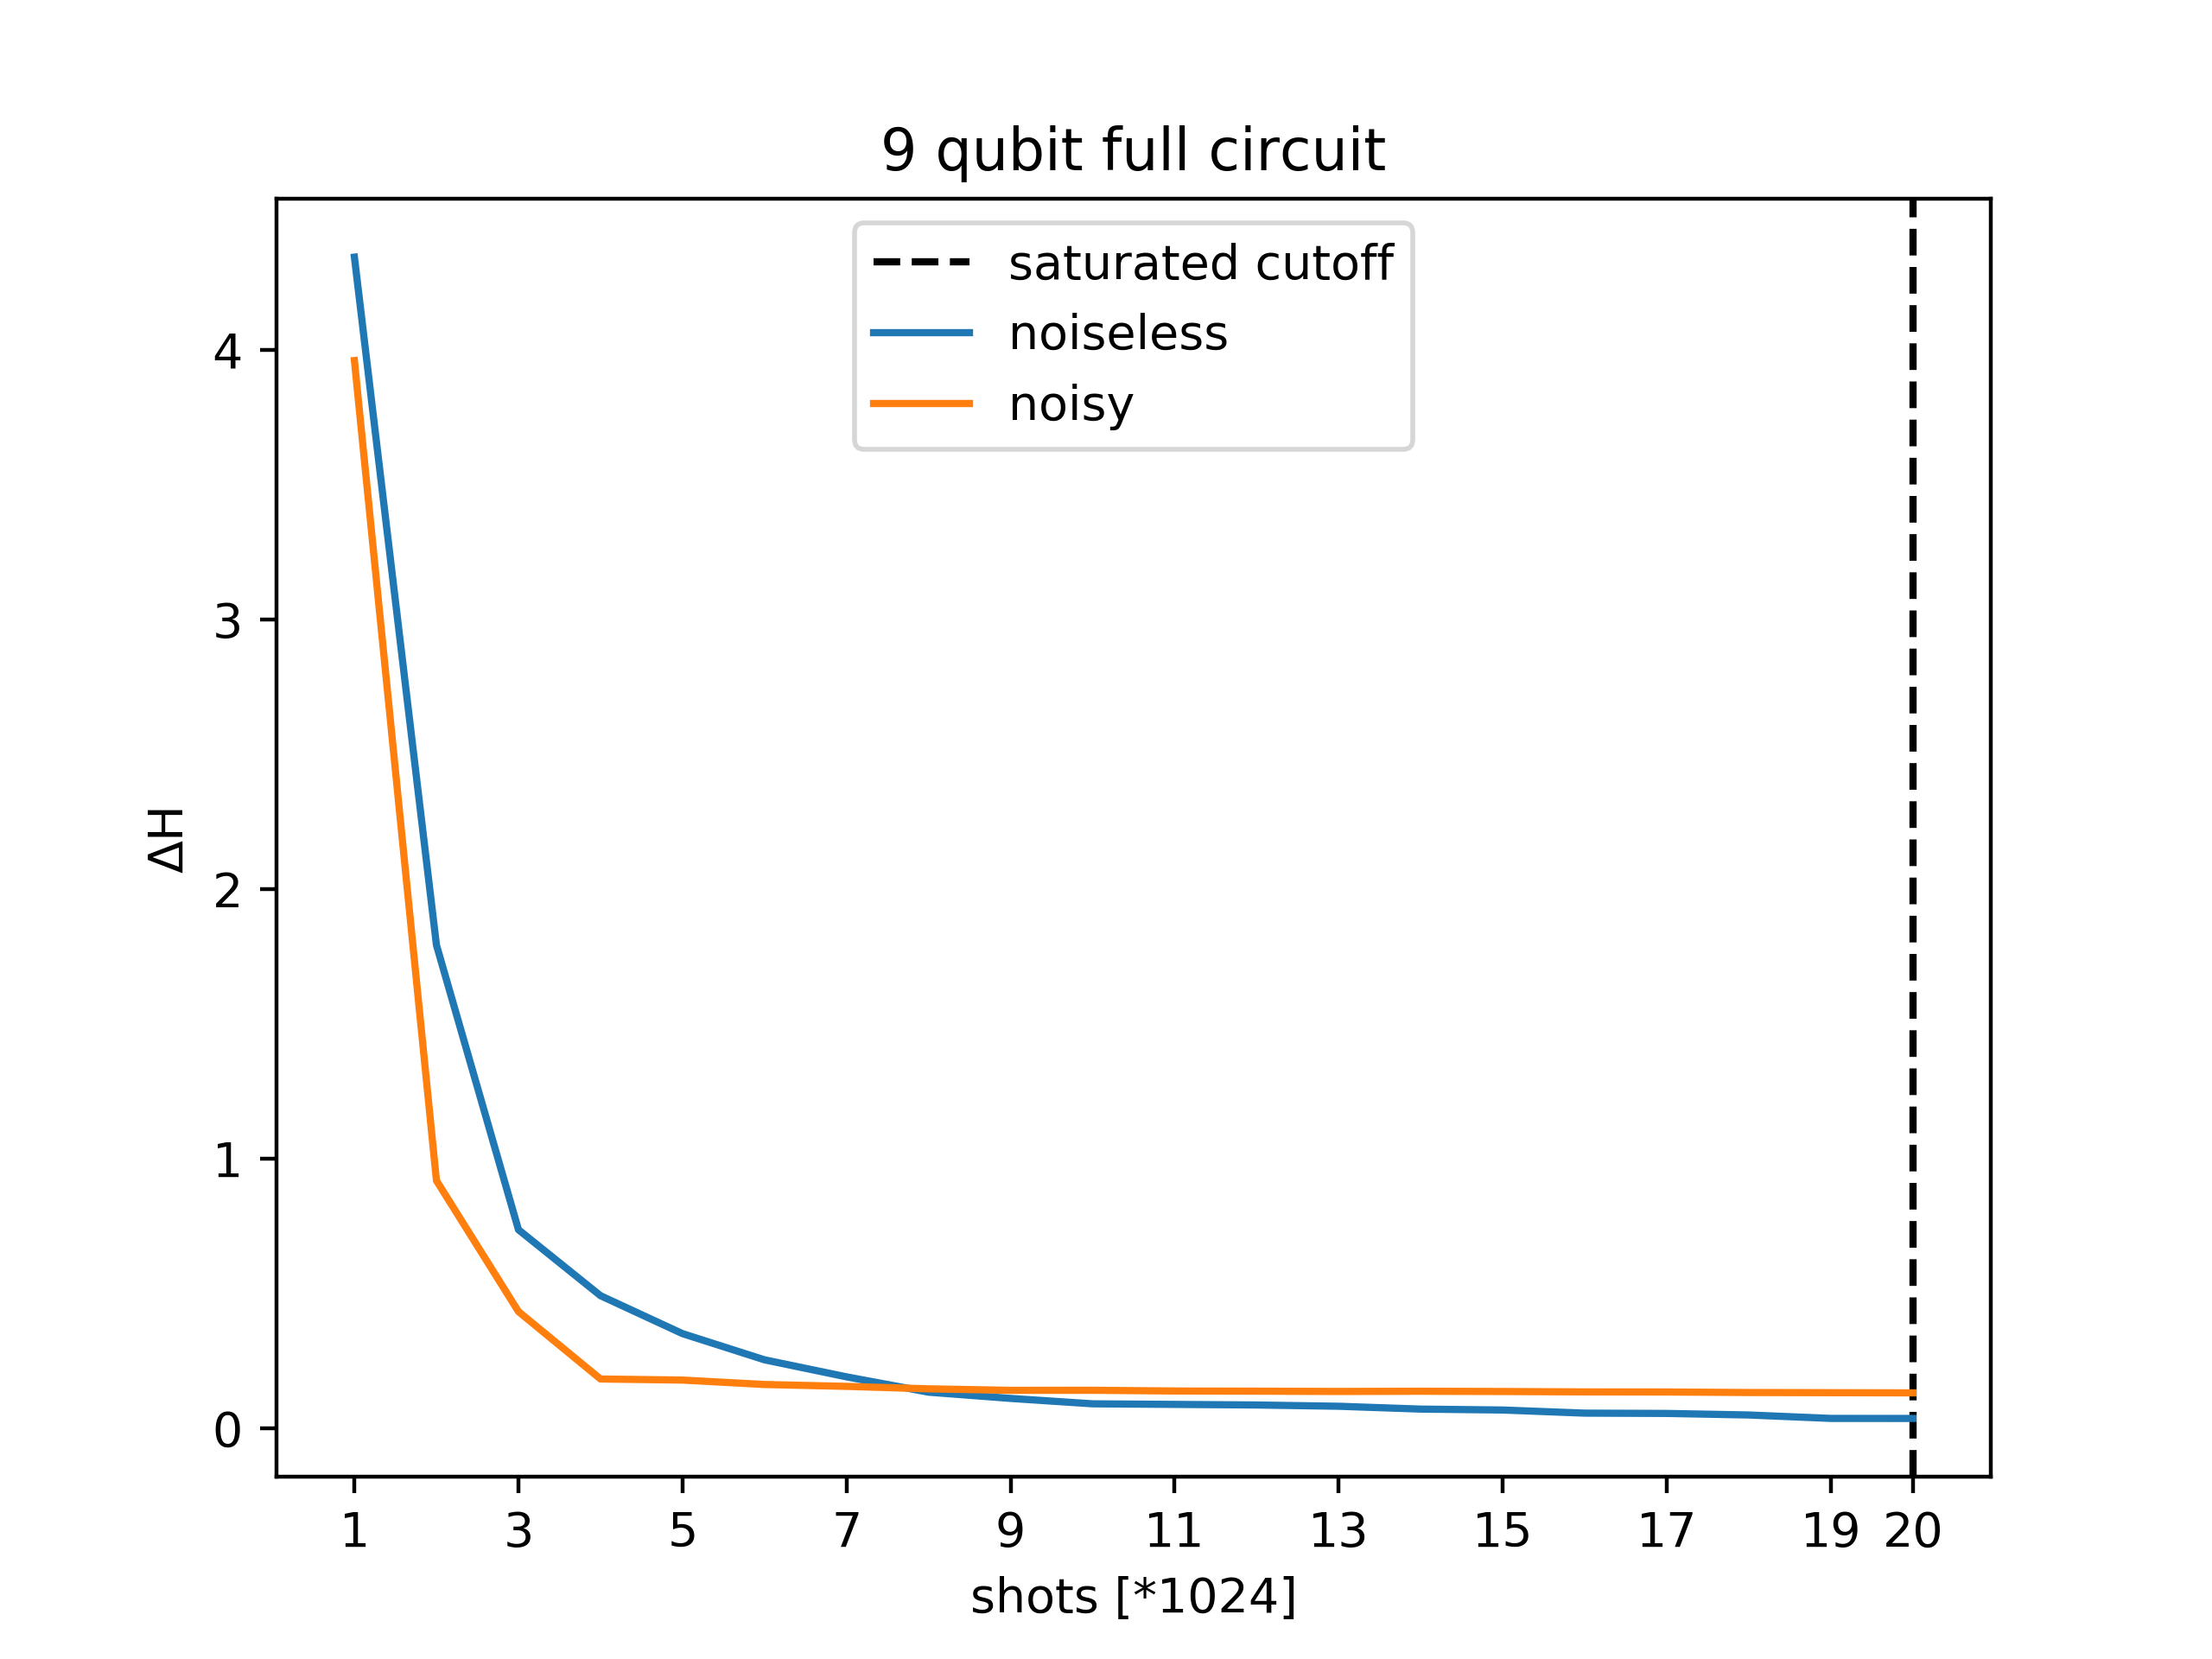 9 qubit full circuit
saturated cutoff
noiseless
noisy
4
3
2
1
0
ΔH
1 3 5 7 9 11 13 15 17 19 20
shots [*1024]